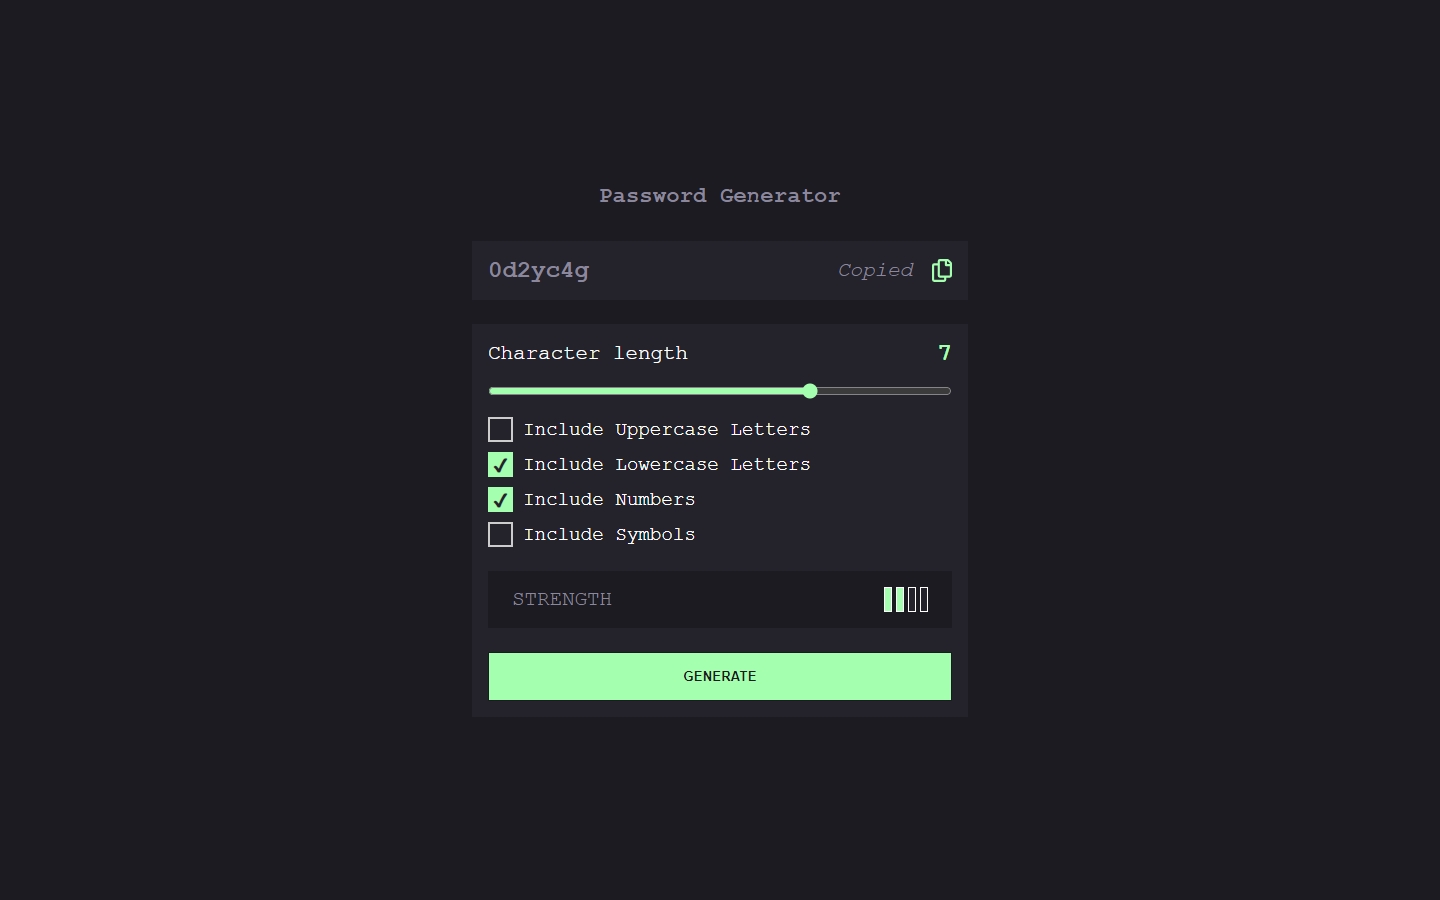 Password Generator
0d2yc4g Copied
Character length 7
Include Uppercase Letters
Include Lowercase Letters
Include Numbers
Include Symbols
STRENGTH
GENERATE